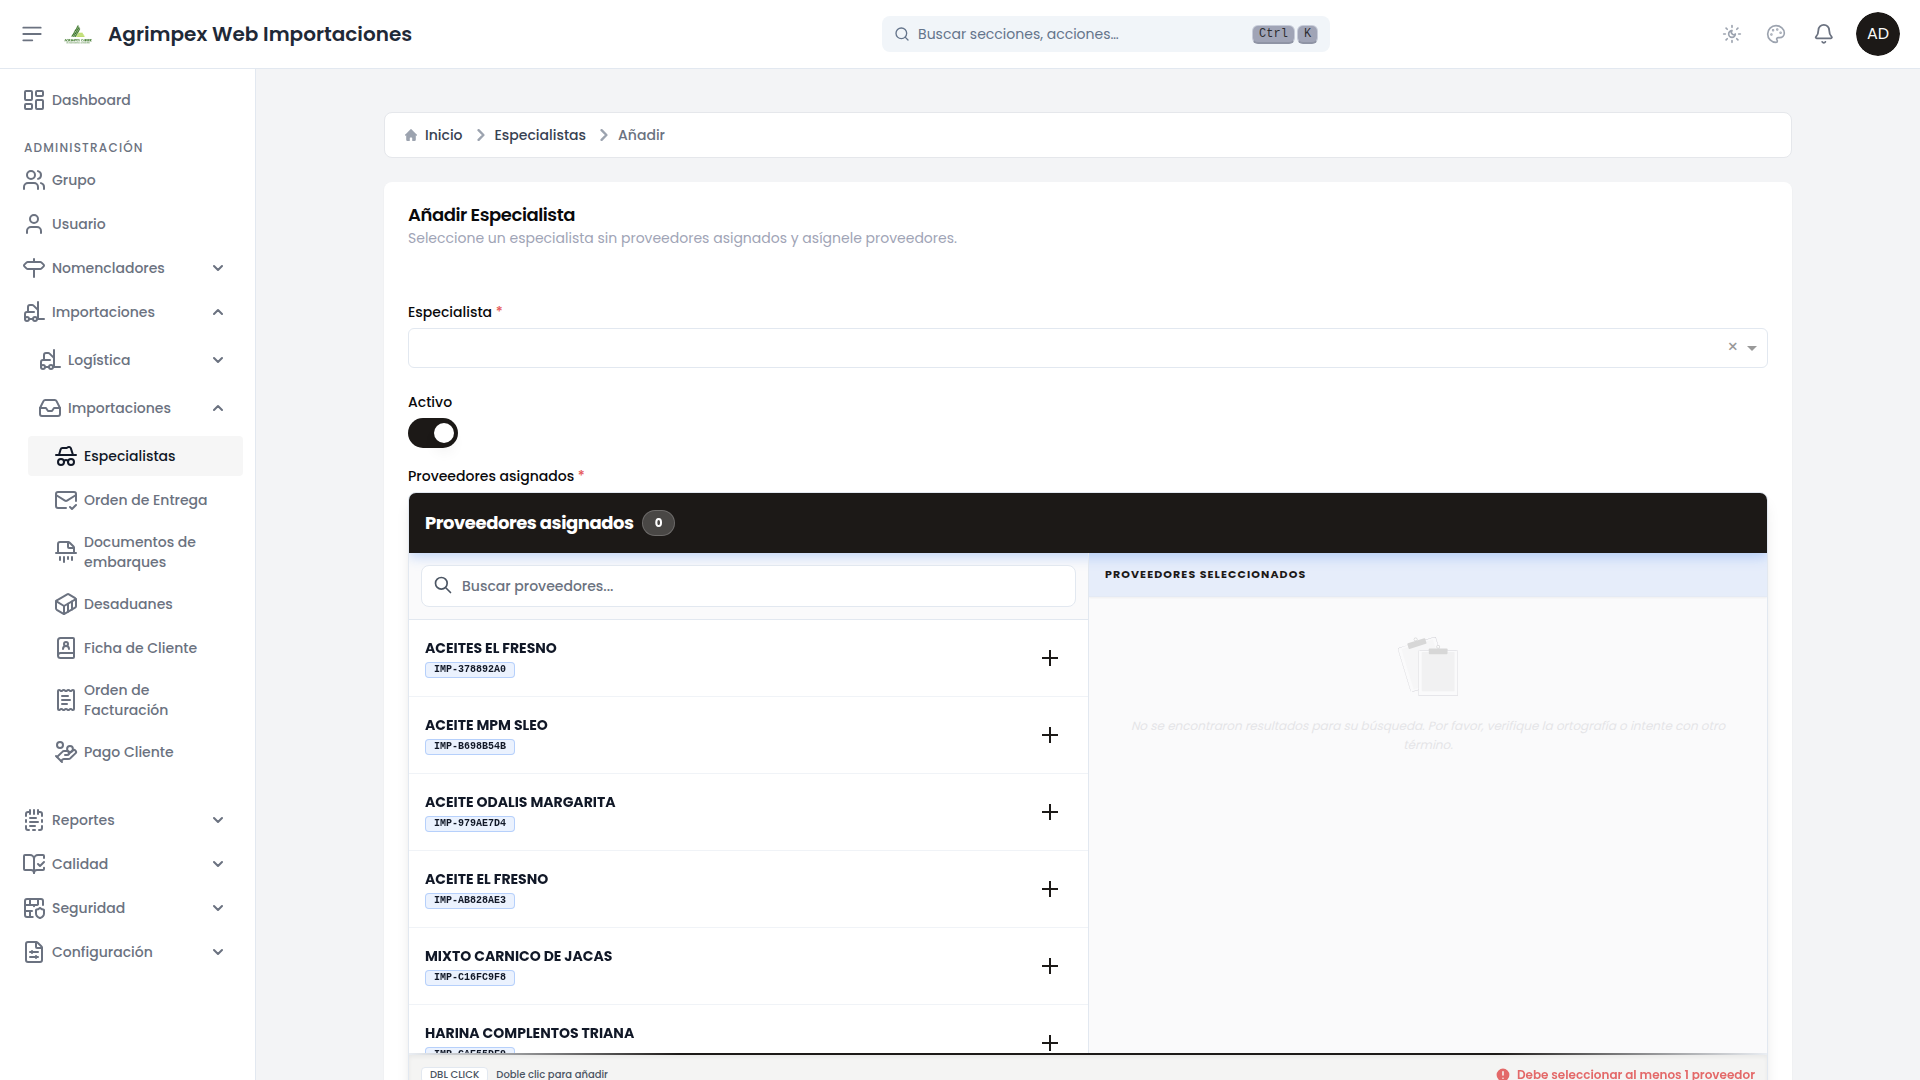 Agrimpex Web Importaciones
Buscar secciones, acciones...
Ctrl K
AD
Dashboard
ADMINISTRACIÓN
Grupo
Usuario
Nomencladores
Importaciones
Logística
Importaciones
Especialistas
Orden de Entrega
Documentos de
embarques
Desaduanes
Ficha de Cliente
Orden de
Facturación
Pago Cliente
Reportes
Calidad
Seguridad
Configuración
Inicio
Especialistas
Añadir
Añadir Especialista
Seleccione un especialista sin proveedores asignados y asígnele proveedores.
Especialista *
Activo
Proveedores asignados *
Proveedores asignados 0
Buscar proveedores...
ACEITES EL FRESNO
IMP-378892A0
ACEITE MPM SLEO
IMP-B698B54B
ACEITE ODALIS MARGARITA
IMP-979AE7D4
ACEITE EL FRESNO
IMP-AB828AE3
MIXTO CARNICO DE JACAS
IMP-C16FC9F8
HARINA COMPLENTOS TRIANA
PROVEEDORES SELECCIONADOS
No se encontraron resultados para su búsqueda. Por favor, verifique la ortografía o intente con otro
término.
DBL CLICK Doble clic para añadir
Debe seleccionar al menos 1 proveedor